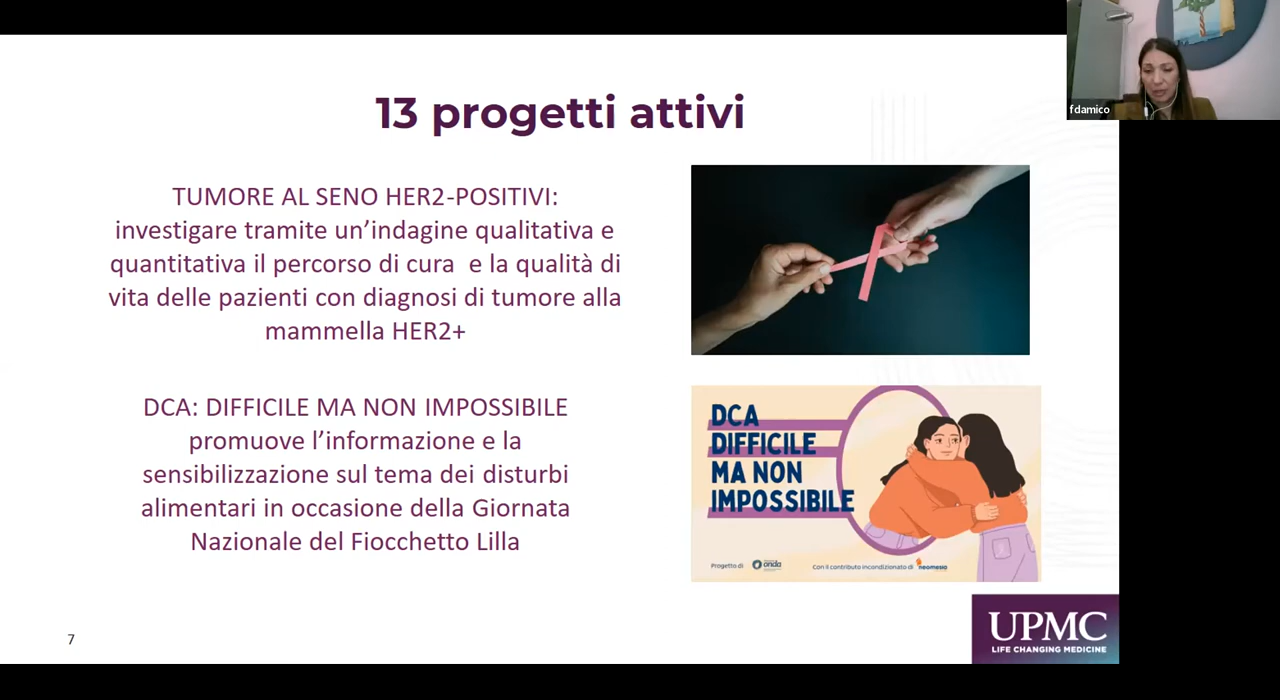 fdamico
13 progetti attivi
TUMORE AL SENO HER2-POSITIVI:
investigare tramite un’indagine qualitativa e
quantitativa il percorso di cura e la qualità di
vita delle pazienti con diagnosi di tumore alla
mammella HER2+
DCA: DIFFICILE MA NON IMPOSSIBILE
promuove l’informazione e la
sensibilizzazione sul tema dei disturbi
alimentari in occasione della Giornata
Nazionale del Fiocchetto Lilla
DCA
DIFFICILE
MA NON
IMPOSSIBILE
Progetto di onda
Con il contributo incondizionato di neomesia
7
UPMC
LIFE CHANGING MEDICINE